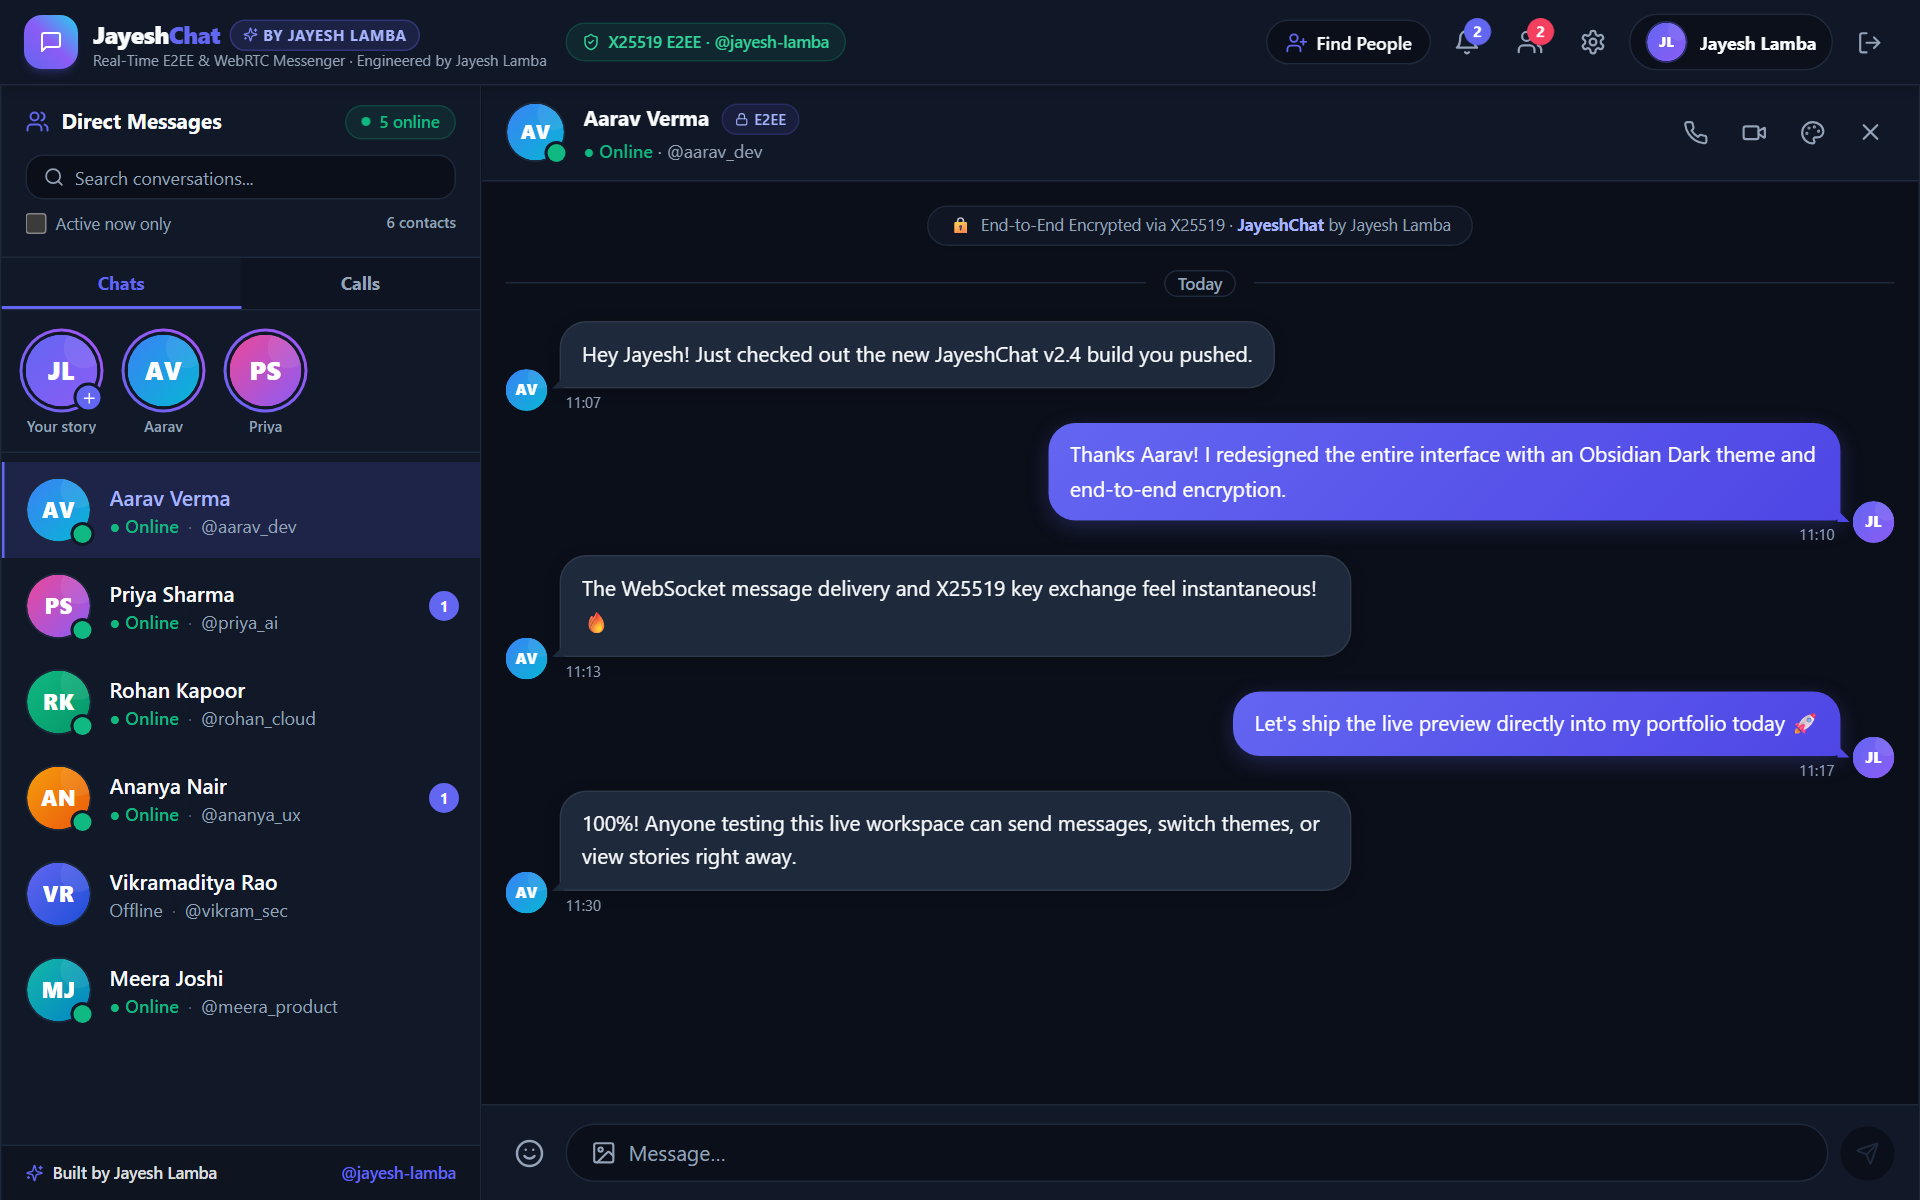 JayeshChat
BY JAYESH LAMBA
Real-Time E2EE & WebRTC Messenger · Engineered by Jayesh Lamba
X25519 E2EE · @jayesh-lamba
Find People
2
2
JL
Jayesh Lamba
Direct Messages
5 online
Search conversations...
Active now only
6 contacts
Chats
Calls
JL
AV
PS
Your story
Aarav
Priya
AV
Aarav Verma
Online · @aarav_dev
PS
Priya Sharma
Online · @priya_ai
1
RK
Rohan Kapoor
Online · @rohan_cloud
AN
Ananya Nair
Online · @ananya_ux
1
VR
Vikramaditya Rao
Offline · @vikram_sec
MJ
Meera Joshi
Online · @meera_product
Built by Jayesh Lamba
@jayesh-lamba
AV
Aarav Verma
E2EE
Online · @aarav_dev
🔒 End-to-End Encrypted via X25519 · JayeshChat by Jayesh Lamba
Today
Hey Jayesh! Just checked out the new JayeshChat v2.4 build you pushed.
AV
11:07
Thanks Aarav! I redesigned the entire interface with an Obsidian Dark theme and
end-to-end encryption.
JL
11:10
The WebSocket message delivery and X25519 key exchange feel instantaneous!
🔥
AV
11:13
Let's ship the live preview directly into my portfolio today 🚀
JL
11:17
100%! Anyone testing this live workspace can send messages, switch themes, or
view stories right away.
AV
11:30
Message...